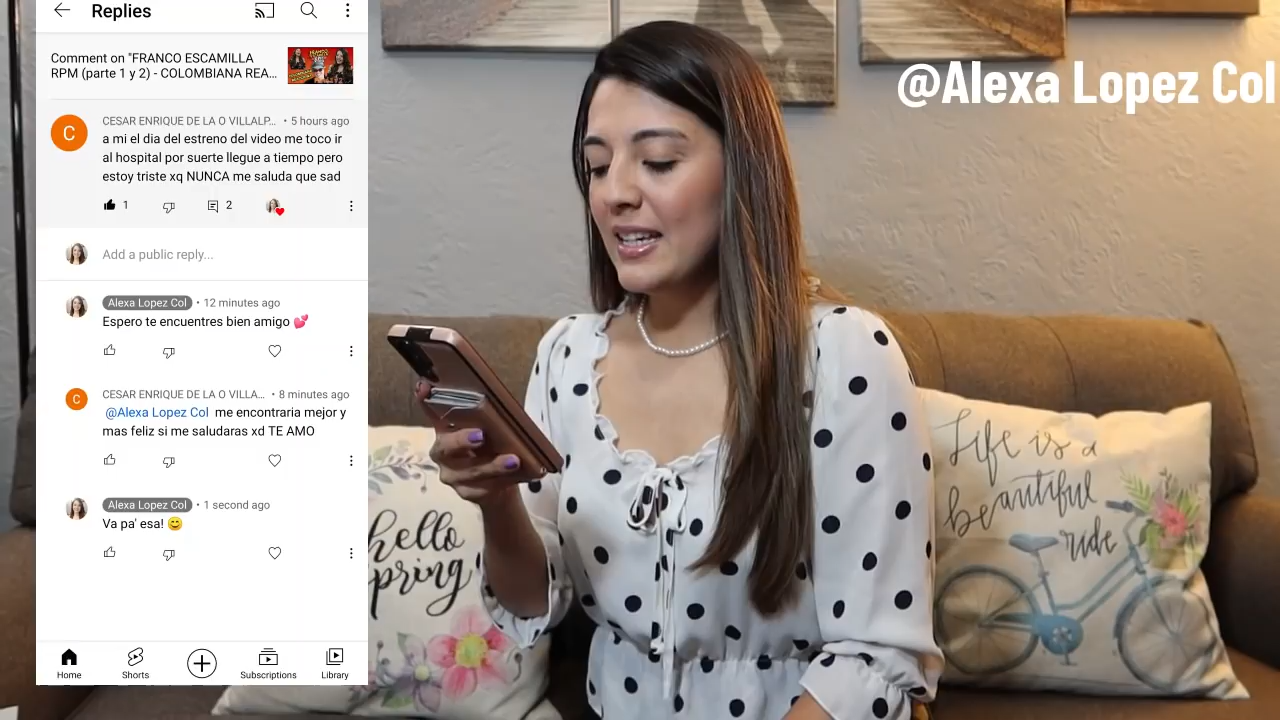 Replies
Comment on "FRANCO ESCAMILLA
RPM (parte 1 y 2) - COLOMBIANA REA...
C
CESAR ENRIQUE DE LA O VILLALP... • 5 hours ago
a mi el dia del estreno del video me toco ir
al hospital por suerte llegue a tiempo pero
estoy triste xq NUNCA me saluda que sad
1
2
Add a public reply...
Alexa Lopez Col • 12 minutes ago
Espero te encuentres bien amigo 💕
C
CESAR ENRIQUE DE LA O VILLA... • 8 minutes ago
@Alexa Lopez Col me encontraria mejor y
mas feliz si me saludaras xd TE AMO
Alexa Lopez Col • 1 second ago
Va pa' esa! 😊
Home
Shorts
Subscriptions
Library
@Alexa Lopez Col
hello
pring
Life is a
beautiful
ride